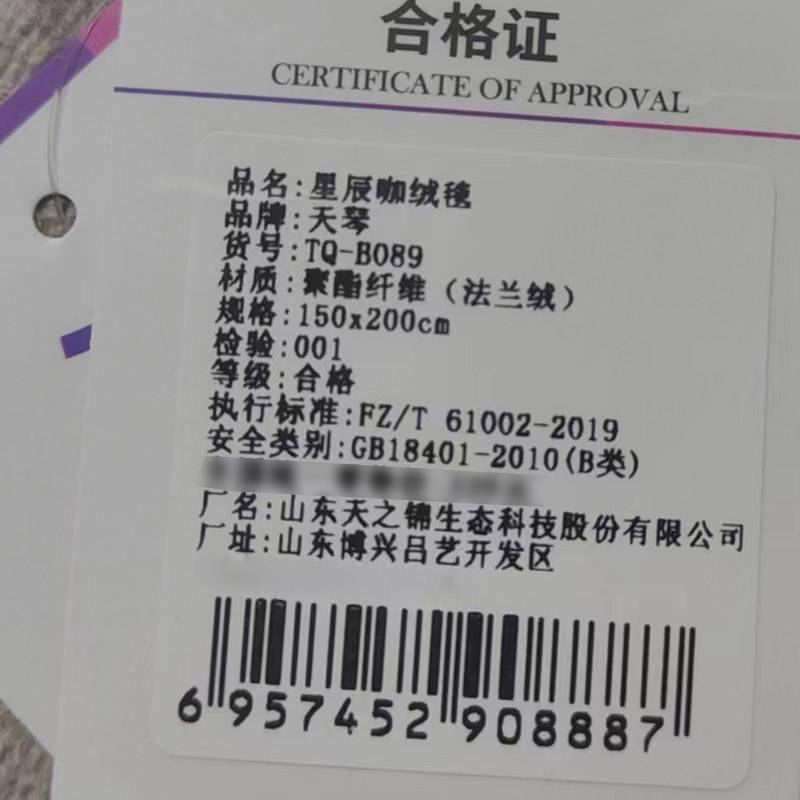 合格证
CERTIFICATE OF APPROVAL
品名:星辰咖绒毯
品牌:天琴
货号:TQ-B089
材质:聚酯纤维（法兰绒）
规格:150x200cm
检验:001
等级:合格
执行标准:FZ/T 61002-2019
安全类别:GB18401-2010(B类)
厂名:山东天之锦生态科技股份有限公司
厂址:山东博兴吕艺开发区
6 957452 908887